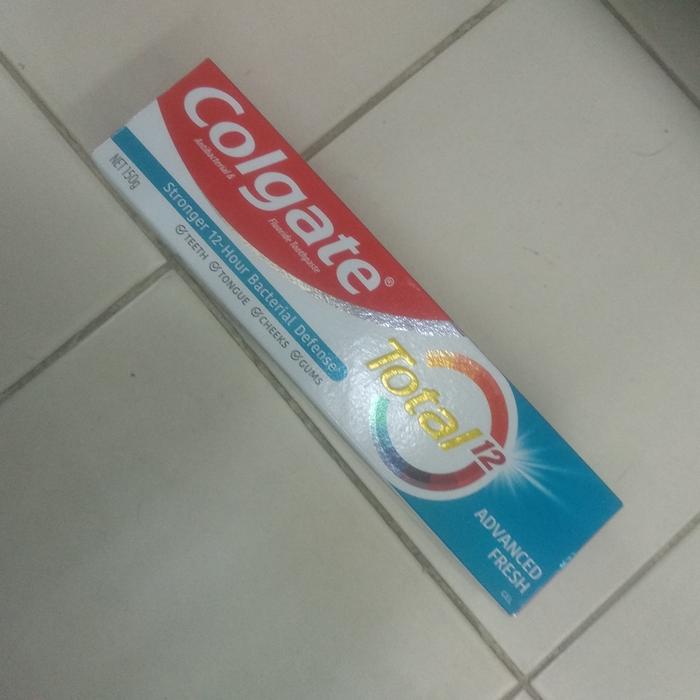 Colgate®
Antibacterial &
Fluoride Toothpaste
NET 150g
Stronger 12-Hour Bacterial Defense
TEETH TONGUE CHEEKS GUMS
Total 12
ADVANCED
FRESH
GEL